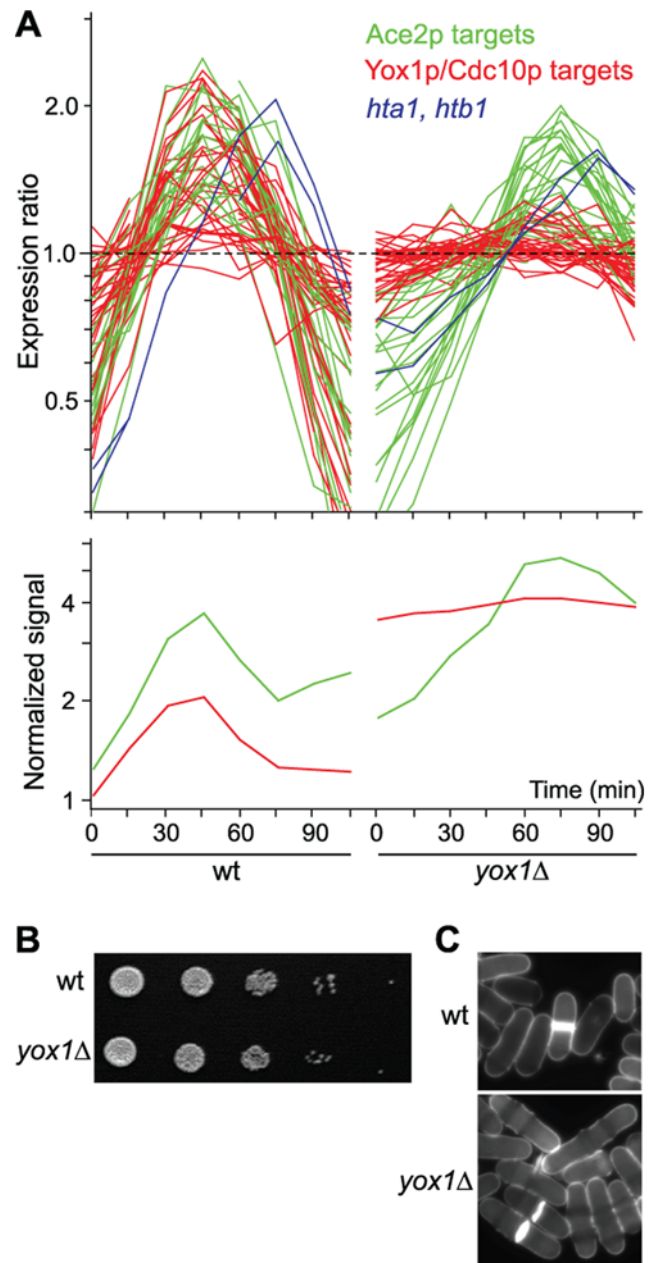 A
Ace2p targets
Yox1p/Cdc10p targets
hta1, htb1
Expression ratio
2.0
1.0
0.5
Normalized signal
4
2
1
Time (min)
0 30 60 90 0 30 60 90
wt yox1Δ
B
wt
yox1Δ
C
wt
yox1Δ